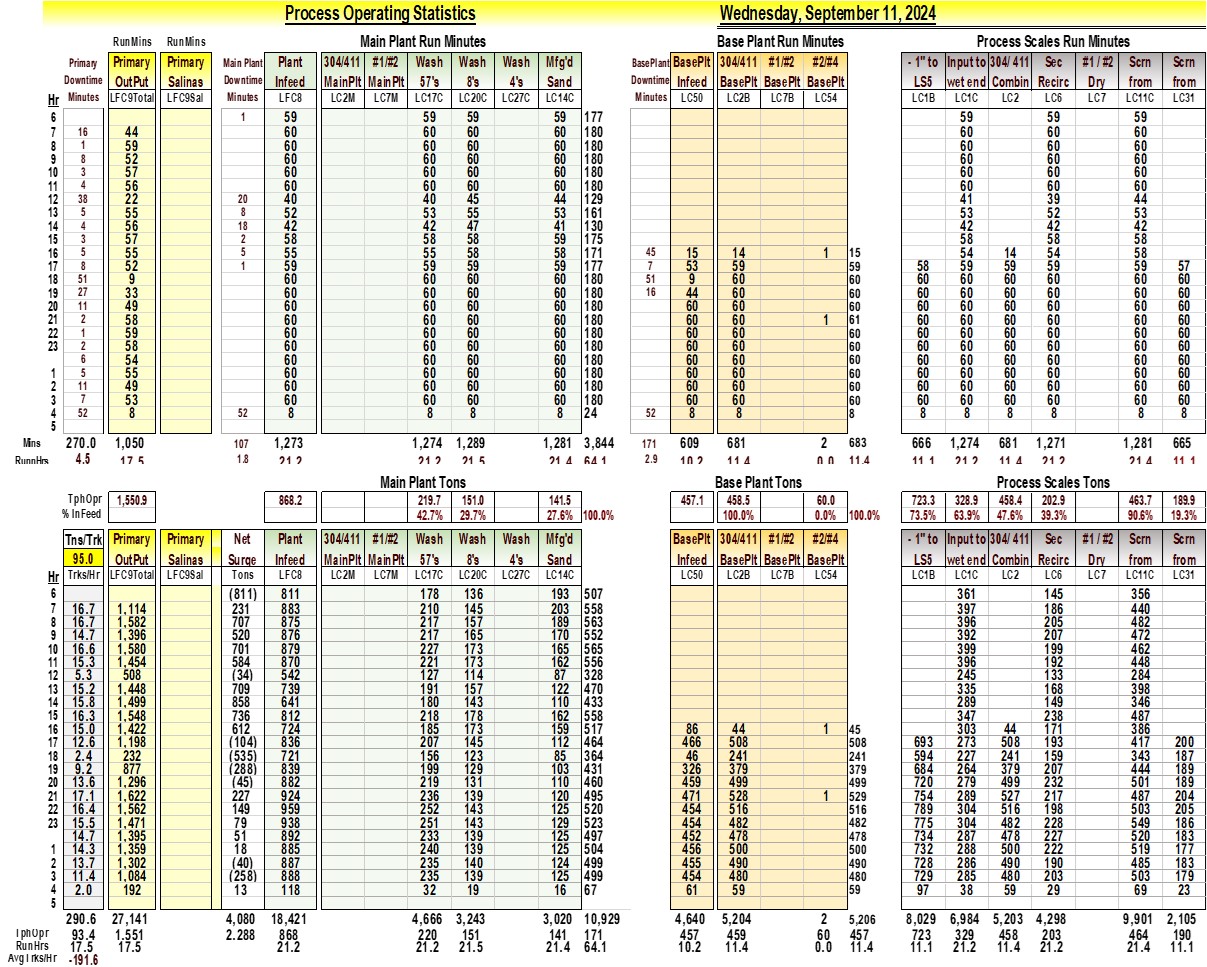 Process Operating Statistics Wednesday, September 11, 2024
RunMins RunMins Main Plant Run Minutes Base Plant Run Minutes Process Scales Run Minutes
Primary Primary Primary Main Plant Plant 304/411 #1/#2 Wash Wash Wash Mfg'd BasePlant BasePlt 304/411 #1/#2 #2/#4 - 1" to Input to 304/ 411 Sec #1 / #2 Scrn Scrn
Downtime OutPut Salinas Downtime Infeed MainPlt MainPlt 57's 8's 4's Sand Downtime Infeed BasePlt BasePlt BasePlt LS5 wet end Combin Recirc Dry from from
Hr Minutes LFC9Total LFC9Sal Minutes LFC8 LC2M LC7M LC17C LC20C LC27C LC14C Minutes LC50 LC2B LC7B LC54 LC1B LC1C LC2 LC6 LC7 LC11C LC31
6 1 59 59 59 59 177 59 59 59
7 16 44 60 60 60 60 180 60 60 60
8 1 59 60 60 60 60 180 60 60 60
9 8 52 60 60 60 60 180 60 60 60
10 3 57 60 60 60 60 180 60 60 60
11 4 56 60 60 60 60 180 60 60 60
12 38 22 20 40 40 45 44 129 41 39 44
13 5 55 8 52 53 55 53 161 53 52 53
14 4 56 18 42 42 47 41 130 42 42 42
15 3 57 2 58 58 58 59 175 58 58 58
16 5 55 5 55 55 58 58 171 45 15 14 1 15 54 14 54 58
17 8 52 1 59 59 59 59 177 7 53 59 59 58 59 59 59 59 57
18 51 9 60 60 60 60 180 51 9 60 60 60 60 60 60 60 60
19 27 33 60 60 60 60 180 16 44 60 60 60 60 60 60 60 60
20 11 49 60 60 60 60 180 60 60 60 60 60 60 60 60 60
21 2 58 60 60 60 60 180 60 60 1 61 60 60 60 60 60 60
22 1 59 60 60 60 60 180 60 60 60 60 60 60 60 60 60
23 2 58 60 60 60 60 180 60 60 60 60 60 60 60 60 60
6 54 60 60 60 60 180 60 60 60 60 60 60 60 60 60
1 5 55 60 60 60 60 180 60 60 60 60 60 60 60 60 60
2 11 49 60 60 60 60 180 60 60 60 60 60 60 60 60 60
3 7 53 60 60 60 60 180 60 60 60 60 60 60 60 60 60
4 52 8 52 8 8 8 8 24 52 8 8 8 8 8 8 8 8 8
5
Mins 270.0 1,050 107 1,273 1,274 1,289 1,281 3,844 171 609 681 2 683 666 1,274 681 1,271 1,281 665
RunnHrs 4.5 17.5 1.8 21.2 21.2 21.5 21.4 64.1 2.9 10.2 11.4 0.0 11.4 11.1 21.2 11.4 21.2 21.4 11.1
Main Plant Tons Base Plant Tons Process Scales Tons
TphOpr 1,550.9 868.2 219.7 151.0 141.5 457.1 458.5 60.0 723.3 328.9 458.4 202.9 463.7 189.9
% InFeed 42.7% 29.7% 27.6% 100.0% 100.0% 0.0% 100.0% 73.5% 63.9% 47.6% 39.3% 90.6% 19.3%
Tns/Trk Primary Primary Net Plant 304/411 #1/#2 Wash Wash Wash Mfg'd BasePlt 304/411 #1/#2 #2/#4 - 1" to Input to 304/ 411 Sec #1 / #2 Scrn Scrn
95.0 OutPut Salinas Surge Infeed MainPlt MainPlt 57's 8's 4's Sand Infeed BasePlt BasePlt BasePlt LS5 wet end Combin Recirc Dry from from
Hr Trks/Hr LFC9Total LFC9Sal Tons LFC8 LC2M LC7M LC17C LC20C LC27C LC14C LC50 LC2B LC7B LC54 LC1B LC1C LC2 LC6 LC7 LC11C LC31
6 (811) 811 178 136 193 507 361 145 356
7 16.7 1,114 231 883 210 145 203 558 397 186 440
8 16.7 1,582 707 875 217 157 189 563 396 205 482
9 14.7 1,396 520 876 217 165 170 552 392 207 472
10 16.6 1,580 701 879 227 173 165 565 399 199 462
11 15.3 1,454 584 870 221 173 162 556 396 192 448
12 5.3 508 (34) 542 127 114 87 328 245 133 284
13 15.2 1,448 709 739 191 157 122 470 335 168 398
14 15.8 1,499 858 641 180 143 110 433 289 149 346
15 16.3 1,548 736 812 218 178 162 558 347 238 487
16 15.0 1,422 612 724 185 173 159 517 86 44 1 45 303 44 171 386
17 12.6 1,198 (104) 836 207 145 112 464 466 508 508 693 273 508 193 417 200
18 2.4 232 (535) 721 156 123 85 364 46 241 241 594 227 241 159 343 187
19 9.2 877 (288) 839 199 129 103 431 326 379 379 684 264 379 207 444 189
20 13.6 1,296 (45) 882 219 131 110 460 459 499 499 720 279 499 232 501 189
21 17.1 1,622 227 924 236 139 120 495 471 528 1 529 754 289 527 217 487 204
22 16.4 1,562 149 959 252 143 125 520 454 516 516 789 304 516 198 503 205
23 15.5 1,471 79 938 251 143 129 523 454 482 482 775 304 482 228 549 186
14.7 1,395 51 892 233 139 125 497 452 478 478 734 287 478 227 520 183
1 14.3 1,359 18 885 240 139 125 504 456 500 500 732 288 500 222 519 177
2 13.7 1,302 (40) 887 235 140 124 499 455 490 490 728 286 490 190 485 183
3 11.4 1,084 (258) 888 235 139 125 499 454 480 480 729 285 480 203 503 179
4 2.0 192 13 118 32 19 16 67 61 59 59 97 38 59 29 69 23
5
290.6 27,141 4,080 18,421 4,666 3,243 3,020 10,929 4,640 5,204 2 5,206 8,029 6,984 5,203 4,298 9,901 2,105
TphOpr 93.4 1,551 2.288 868 220 151 141 171 457 459 60 457 723 329 458 203 464 190
RunHrs 17.5 17.5 21.2 21.2 21.5 21.4 64.1 10.2 11.4 0.0 11.4 11.1 21.2 11.4 21.2 21.4 11.1
AvgTrks/Hr -191.6